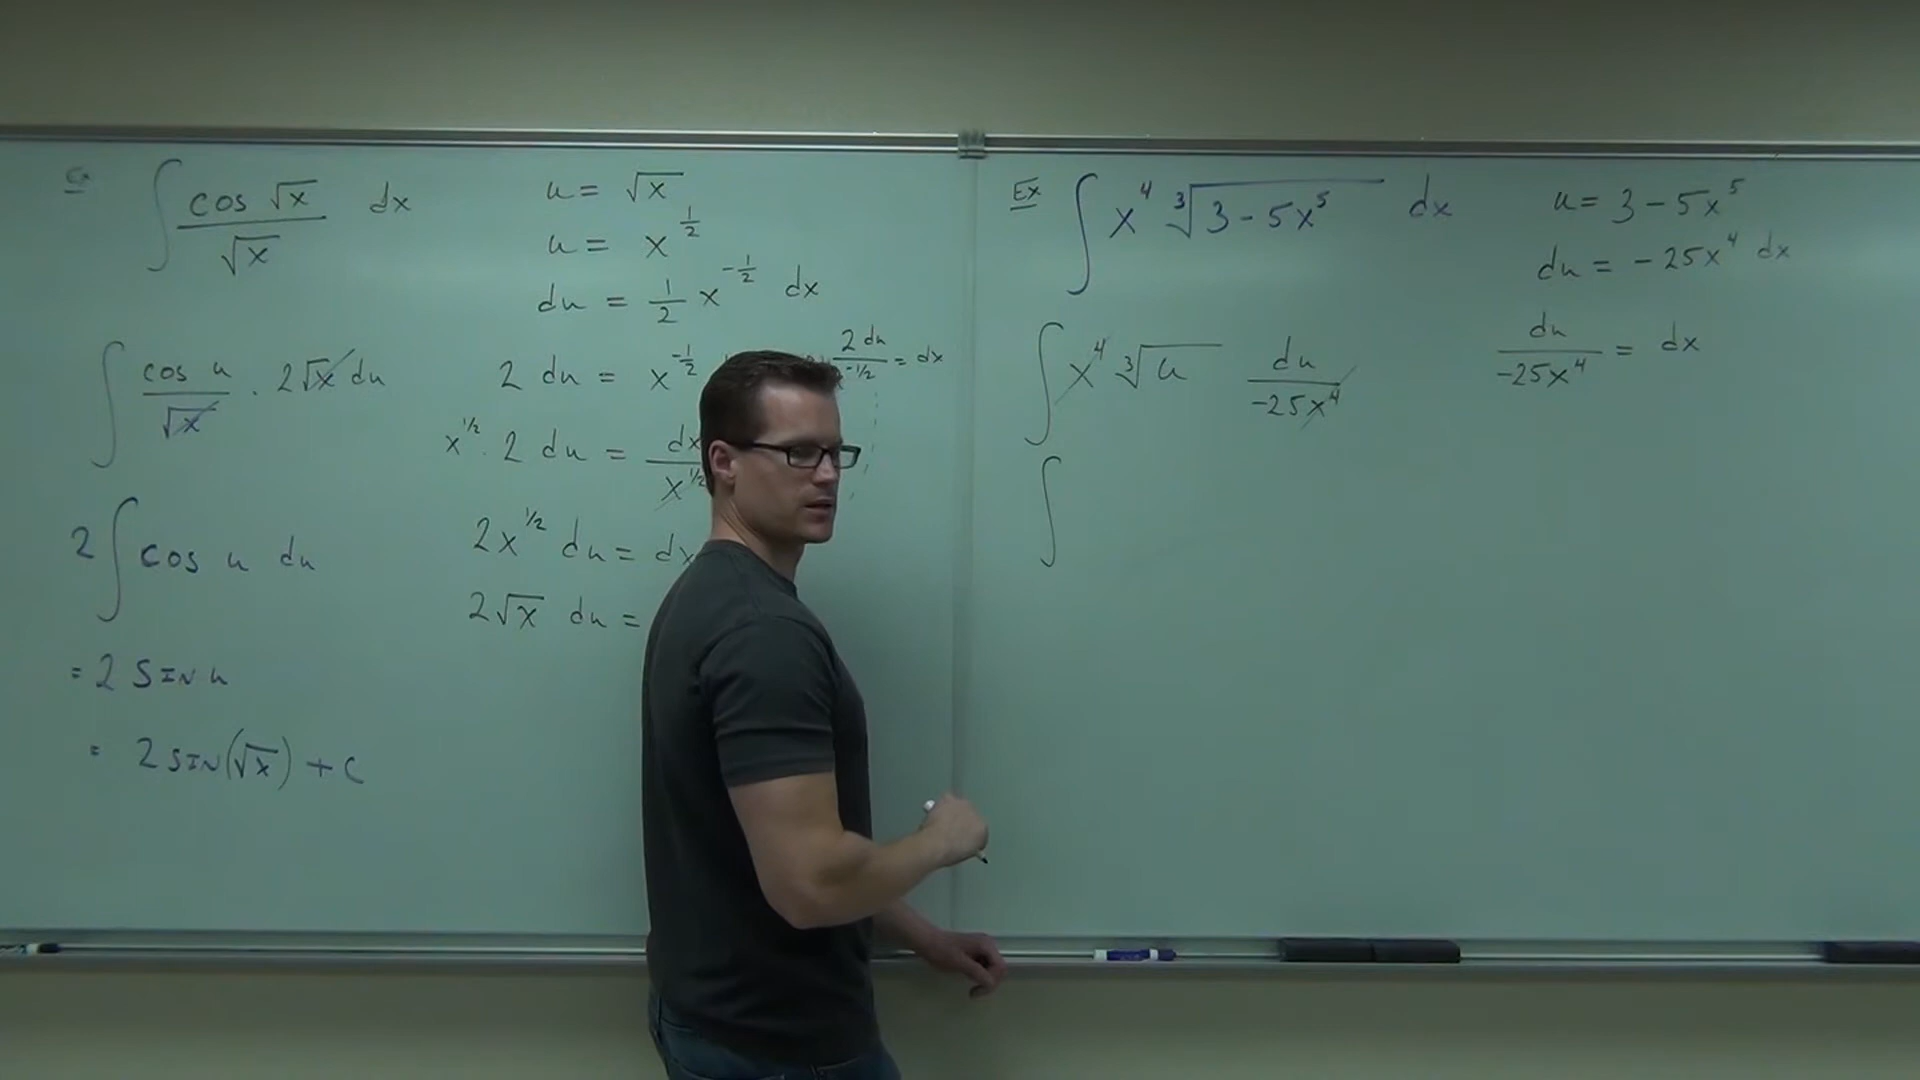 Ex ∫ cos √x / √x dx
u = √x
u = x^{1/2}
du = 1/2 x^{-1/2} dx
∫ cos u / √x · 2√x du
2 du = x^{-1/2}
2 du / x^{-1/2} = dx
x^{1/2} · 2 du = dx / x^{1/2}
2 ∫ cos u du
2x^{1/2} du = dx
2√x du =
= 2 SIN u
= 2 SIN(√x) + C
Ex ∫ x^4 ∛(3 - 5x^5) dx
u = 3 - 5x^5
du = -25x^4 dx
∫ x^4 ∛u du / -25x^4
du / -25x^4 = dx
∫